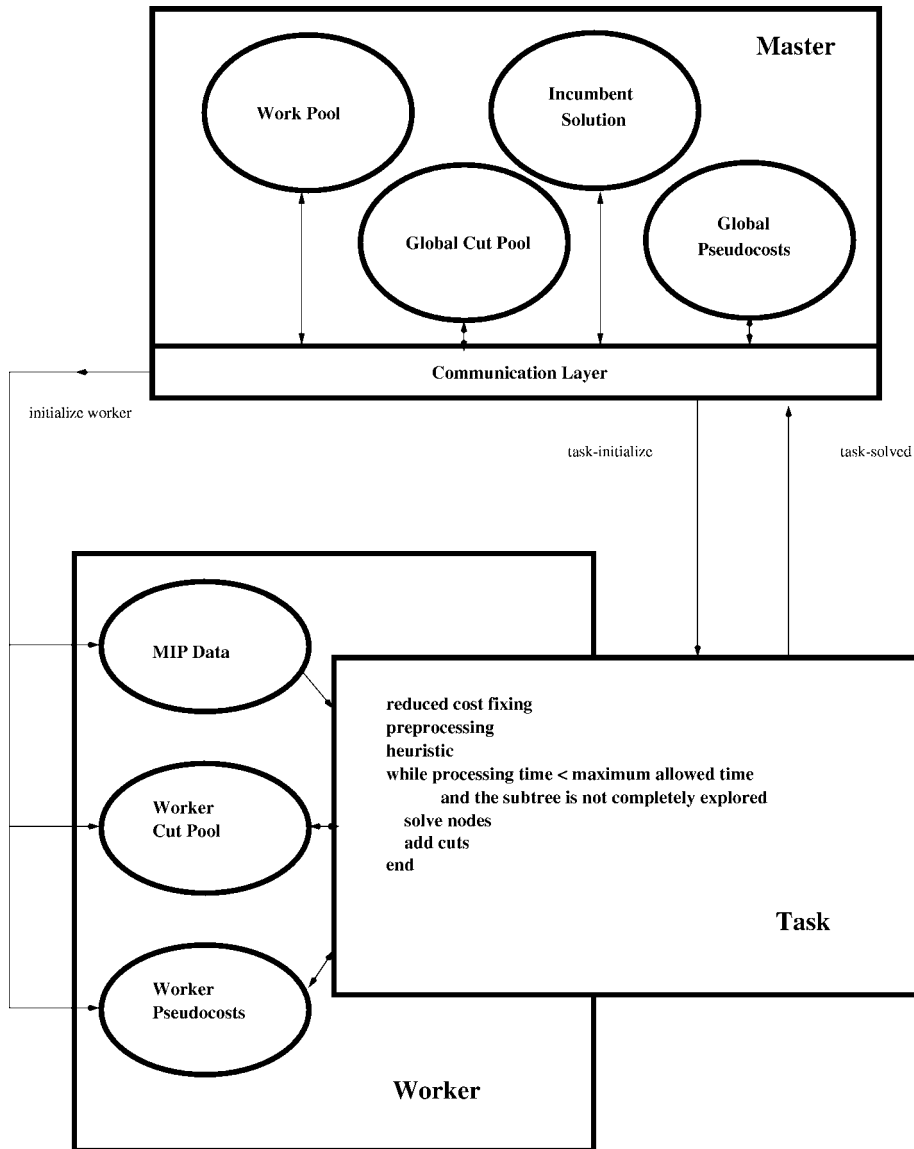 Master
Work Pool
Incumbent
Solution
Global Cut Pool
Global
Pseudocosts
Communication Layer
initialize worker
task-initialize
task-solved
MIP Data
reduced cost fixing
preprocessing
heuristic
while processing time < maximum allowed time
and the subtree is not completely explored
solve nodes
add cuts
end
Worker
Cut Pool
Task
Worker
Pseudocosts
Worker